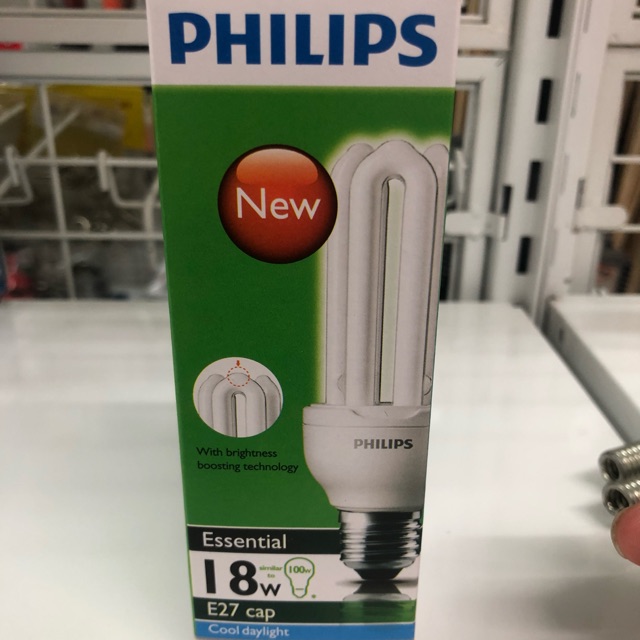 PHILIPS
New
PHILIPS
With brightness
boosting technology
Essential
18w similar to 100w
E27 cap
Cool daylight